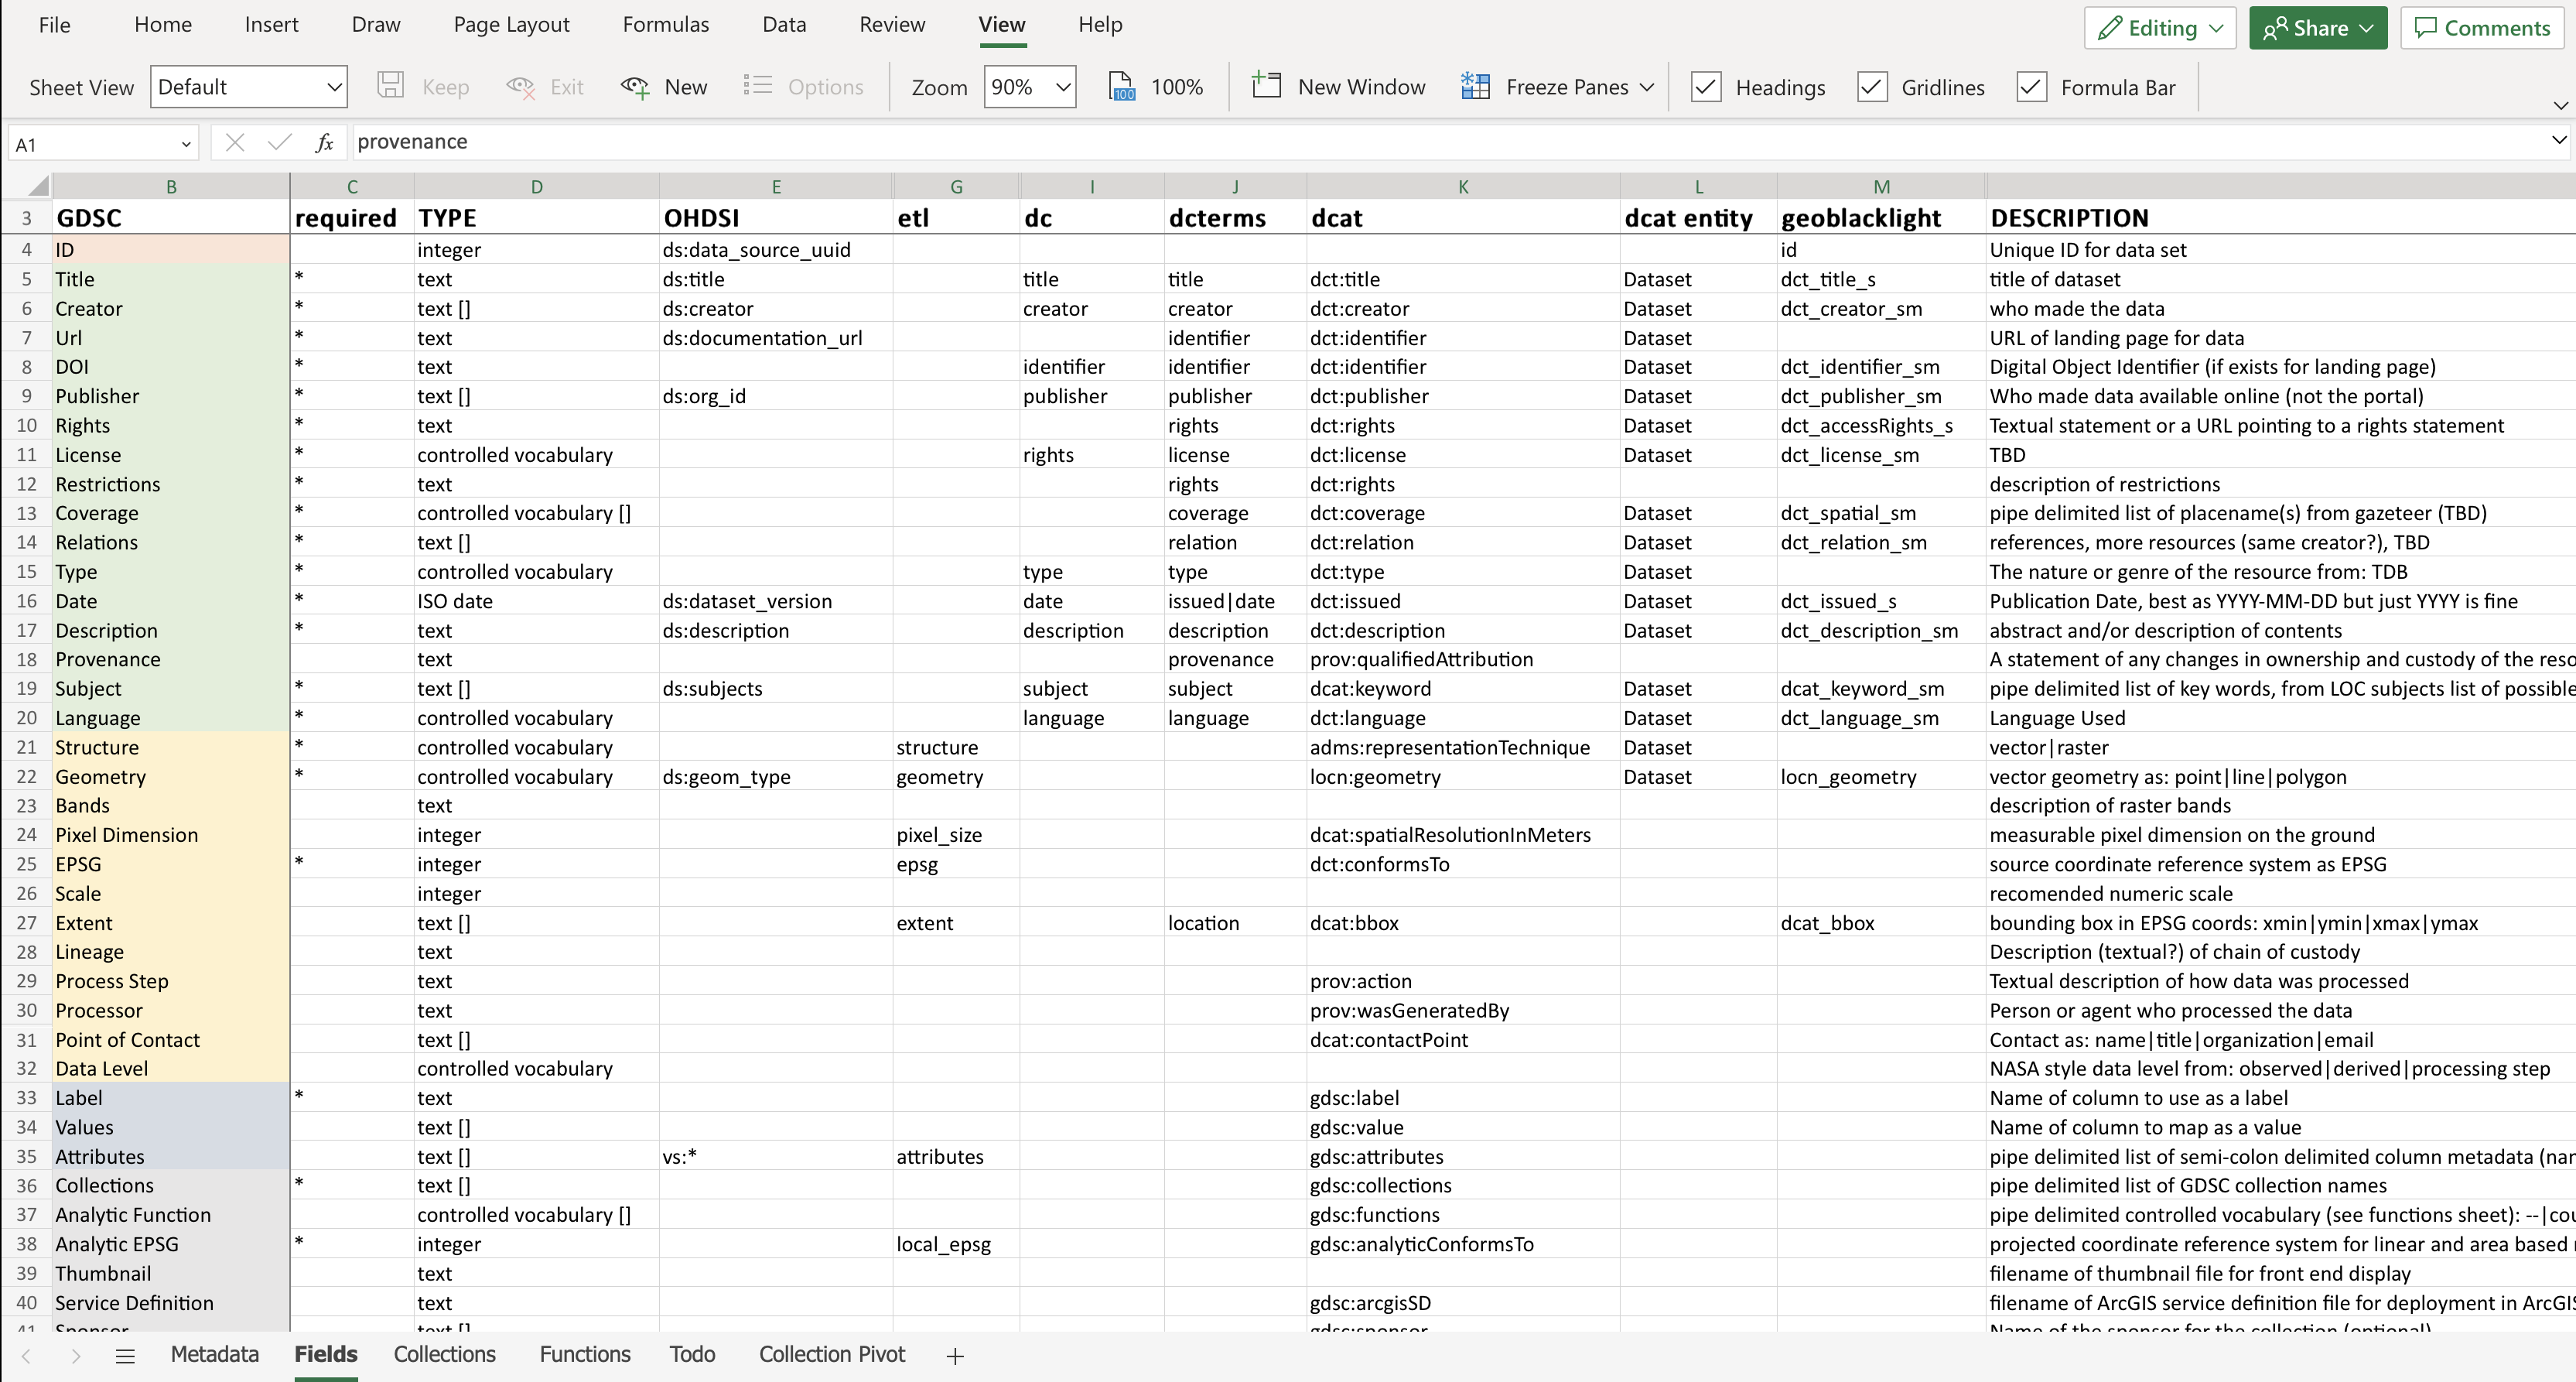 File Home Insert Draw Page Layout Formulas Data Review View Help Editing Share Comments
Sheet View Default Keep Exit New Options Zoom 90% 100 100% New Window Freeze Panes Headings Gridlines Formula Bar
A1 fx provenance
B C D E G I J K L M
3 GDSC required TYPE OHDSI etl dc dcterms dcat dcat entity geoblacklight DESCRIPTION
4 ID integer ds:data_source_uuid id Unique ID for data set
5 Title * text ds:title title title dct:title Dataset dct_title_s title of dataset
6 Creator * text [] ds:creator creator creator dct:creator Dataset dct_creator_sm who made the data
7 Url * text ds:documentation_url identifier dct:identifier Dataset URL of landing page for data
8 DOI * text identifier identifier dct:identifier Dataset dct_identifier_sm Digital Object Identifier (if exists for landing page)
9 Publisher * text [] ds:org_id publisher publisher dct:publisher Dataset dct_publisher_sm Who made data available online (not the portal)
10 Rights * text rights dct:rights Dataset dct_accessRights_s Textual statement or a URL pointing to a rights statement
11 License * controlled vocabulary rights license dct:license Dataset dct_license_sm TBD
12 Restrictions * text rights dct:rights description of restrictions
13 Coverage * controlled vocabulary [] coverage dct:coverage Dataset dct_spatial_sm pipe delimited list of placename(s) from gazeteer (TBD)
14 Relations * text [] relation dct:relation Dataset dct_relation_sm references, more resources (same creator?), TBD
15 Type * controlled vocabulary type type dct:type Dataset The nature or genre of the resource from: TDB
16 Date * ISO date ds:dataset_version date issued|date dct:issued Dataset dct_issued_s Publication Date, best as YYYY-MM-DD but just YYYY is fine
17 Description * text ds:description description description dct:description Dataset dct_description_sm abstract and/or description of contents
18 Provenance text provenance prov:qualifiedAttribution A statement of any changes in ownership and custody of the reso
19 Subject * text [] ds:subjects subject subject dcat:keyword Dataset dcat_keyword_sm pipe delimited list of key words, from LOC subjects list of possible
20 Language * controlled vocabulary language language dct:language Dataset dct_language_sm Language Used
21 Structure * controlled vocabulary structure adms:representationTechnique Dataset vector|raster
22 Geometry * controlled vocabulary ds:geom_type geometry locn:geometry Dataset locn_geometry vector geometry as: point|line|polygon
23 Bands text description of raster bands
24 Pixel Dimension integer pixel_size dcat:spatialResolutionInMeters measurable pixel dimension on the ground
25 EPSG * integer epsg dct:conformsTo source coordinate reference system as EPSG
26 Scale integer recomended numeric scale
27 Extent text [] extent location dcat:bbox dcat_bbox bounding box in EPSG coords: xmin|ymin|xmax|ymax
28 Lineage text Description (textual?) of chain of custody
29 Process Step text prov:action Textual description of how data was processed
30 Processor text prov:wasGeneratedBy Person or agent who processed the data
31 Point of Contact text [] dcat:contactPoint Contact as: name|title|organization|email
32 Data Level controlled vocabulary NASA style data level from: observed|derived|processing step
33 Label * text gdsc:label Name of column to use as a label
34 Values text [] gdsc:value Name of column to map as a value
35 Attributes text [] vs:* attributes gdsc:attributes pipe delimited list of semi-colon delimited column metadata (nar
36 Collections * text [] gdsc:collections pipe delimited list of GDSC collection names
37 Analytic Function controlled vocabulary [] gdsc:functions pipe delimited controlled vocabulary (see functions sheet): --|cou
38 Analytic EPSG * integer local_epsg gdsc:analyticConformsTo projected coordinate reference system for linear and area based
39 Thumbnail text filename of thumbnail file for front end display
40 Service Definition text gdsc:arcgisSD filename of ArcGIS service definition file for deployment in ArcGIS
41 Sponsor text [] gdsc:sponsor Name of the sponsor for the collection (optional)
Metadata Fields Collections Functions Todo Collection Pivot +